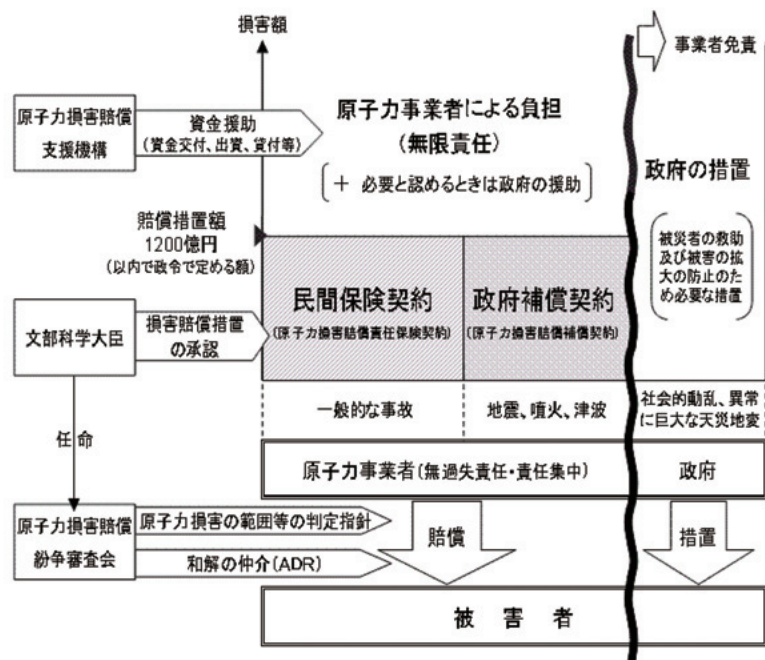 損害額
事業者免責
原子力損害賠償
支援機構
資金援助
(資金交付、出資、貸付等)
原子力事業者による負担
(無限責任)
＋ 必要と認めるときは政府の援助
政府の措置
被災者の救助
及び被害の拡
大の防止のた
め必要な措置
賠償措置額
1200億円
(以内で政令で定める額)
民間保険契約
(原子力損害賠償責任保険契約)
政府補償契約
(原子力損害賠償補償契約)
文部科学大臣
損害賠償措置
の承認
一般的な事故
地震、噴火、津波
社会的動乱、異常
に巨大な天災地変
任命
原子力事業者(無過失責任・責任集中)
政府
原子力損害賠償
紛争審査会
原子力損害の範囲等の判定指針
和解の仲介(ADR)
賠償
措置
被害者